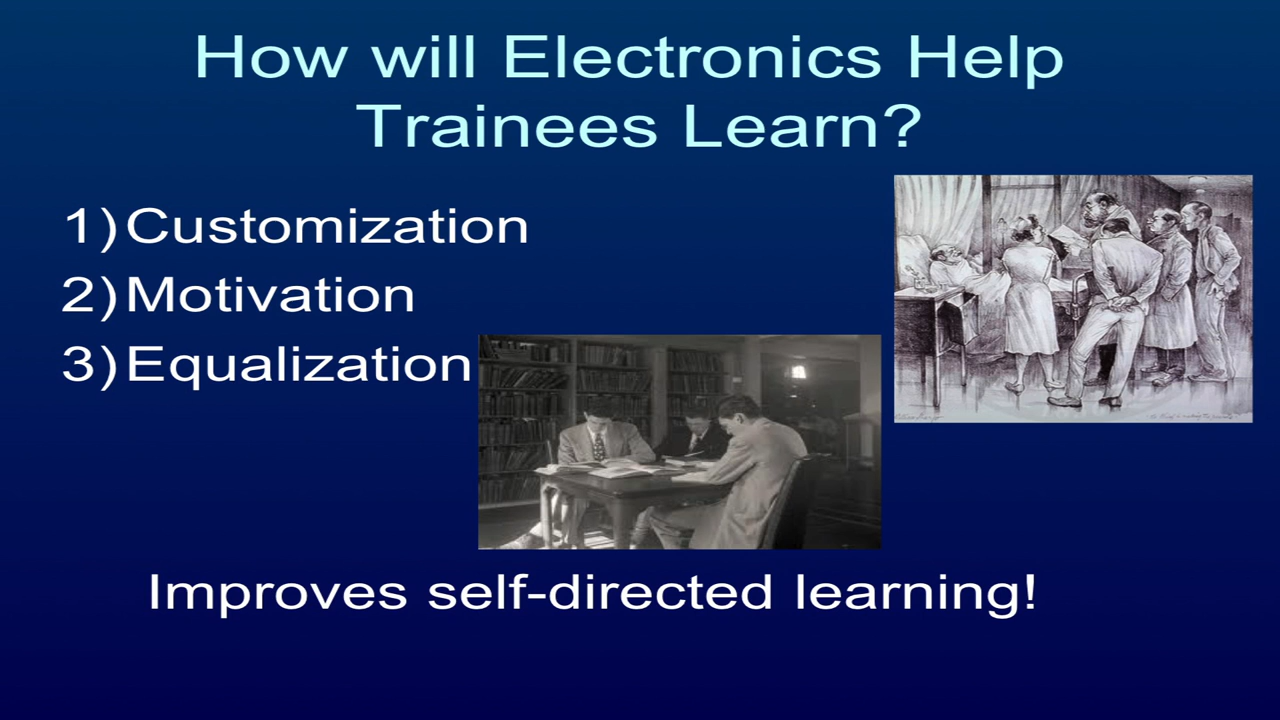 How will Electronics Help
Trainees Learn?
1) Customization
2) Motivation
3) Equalization
Improves self-directed learning!